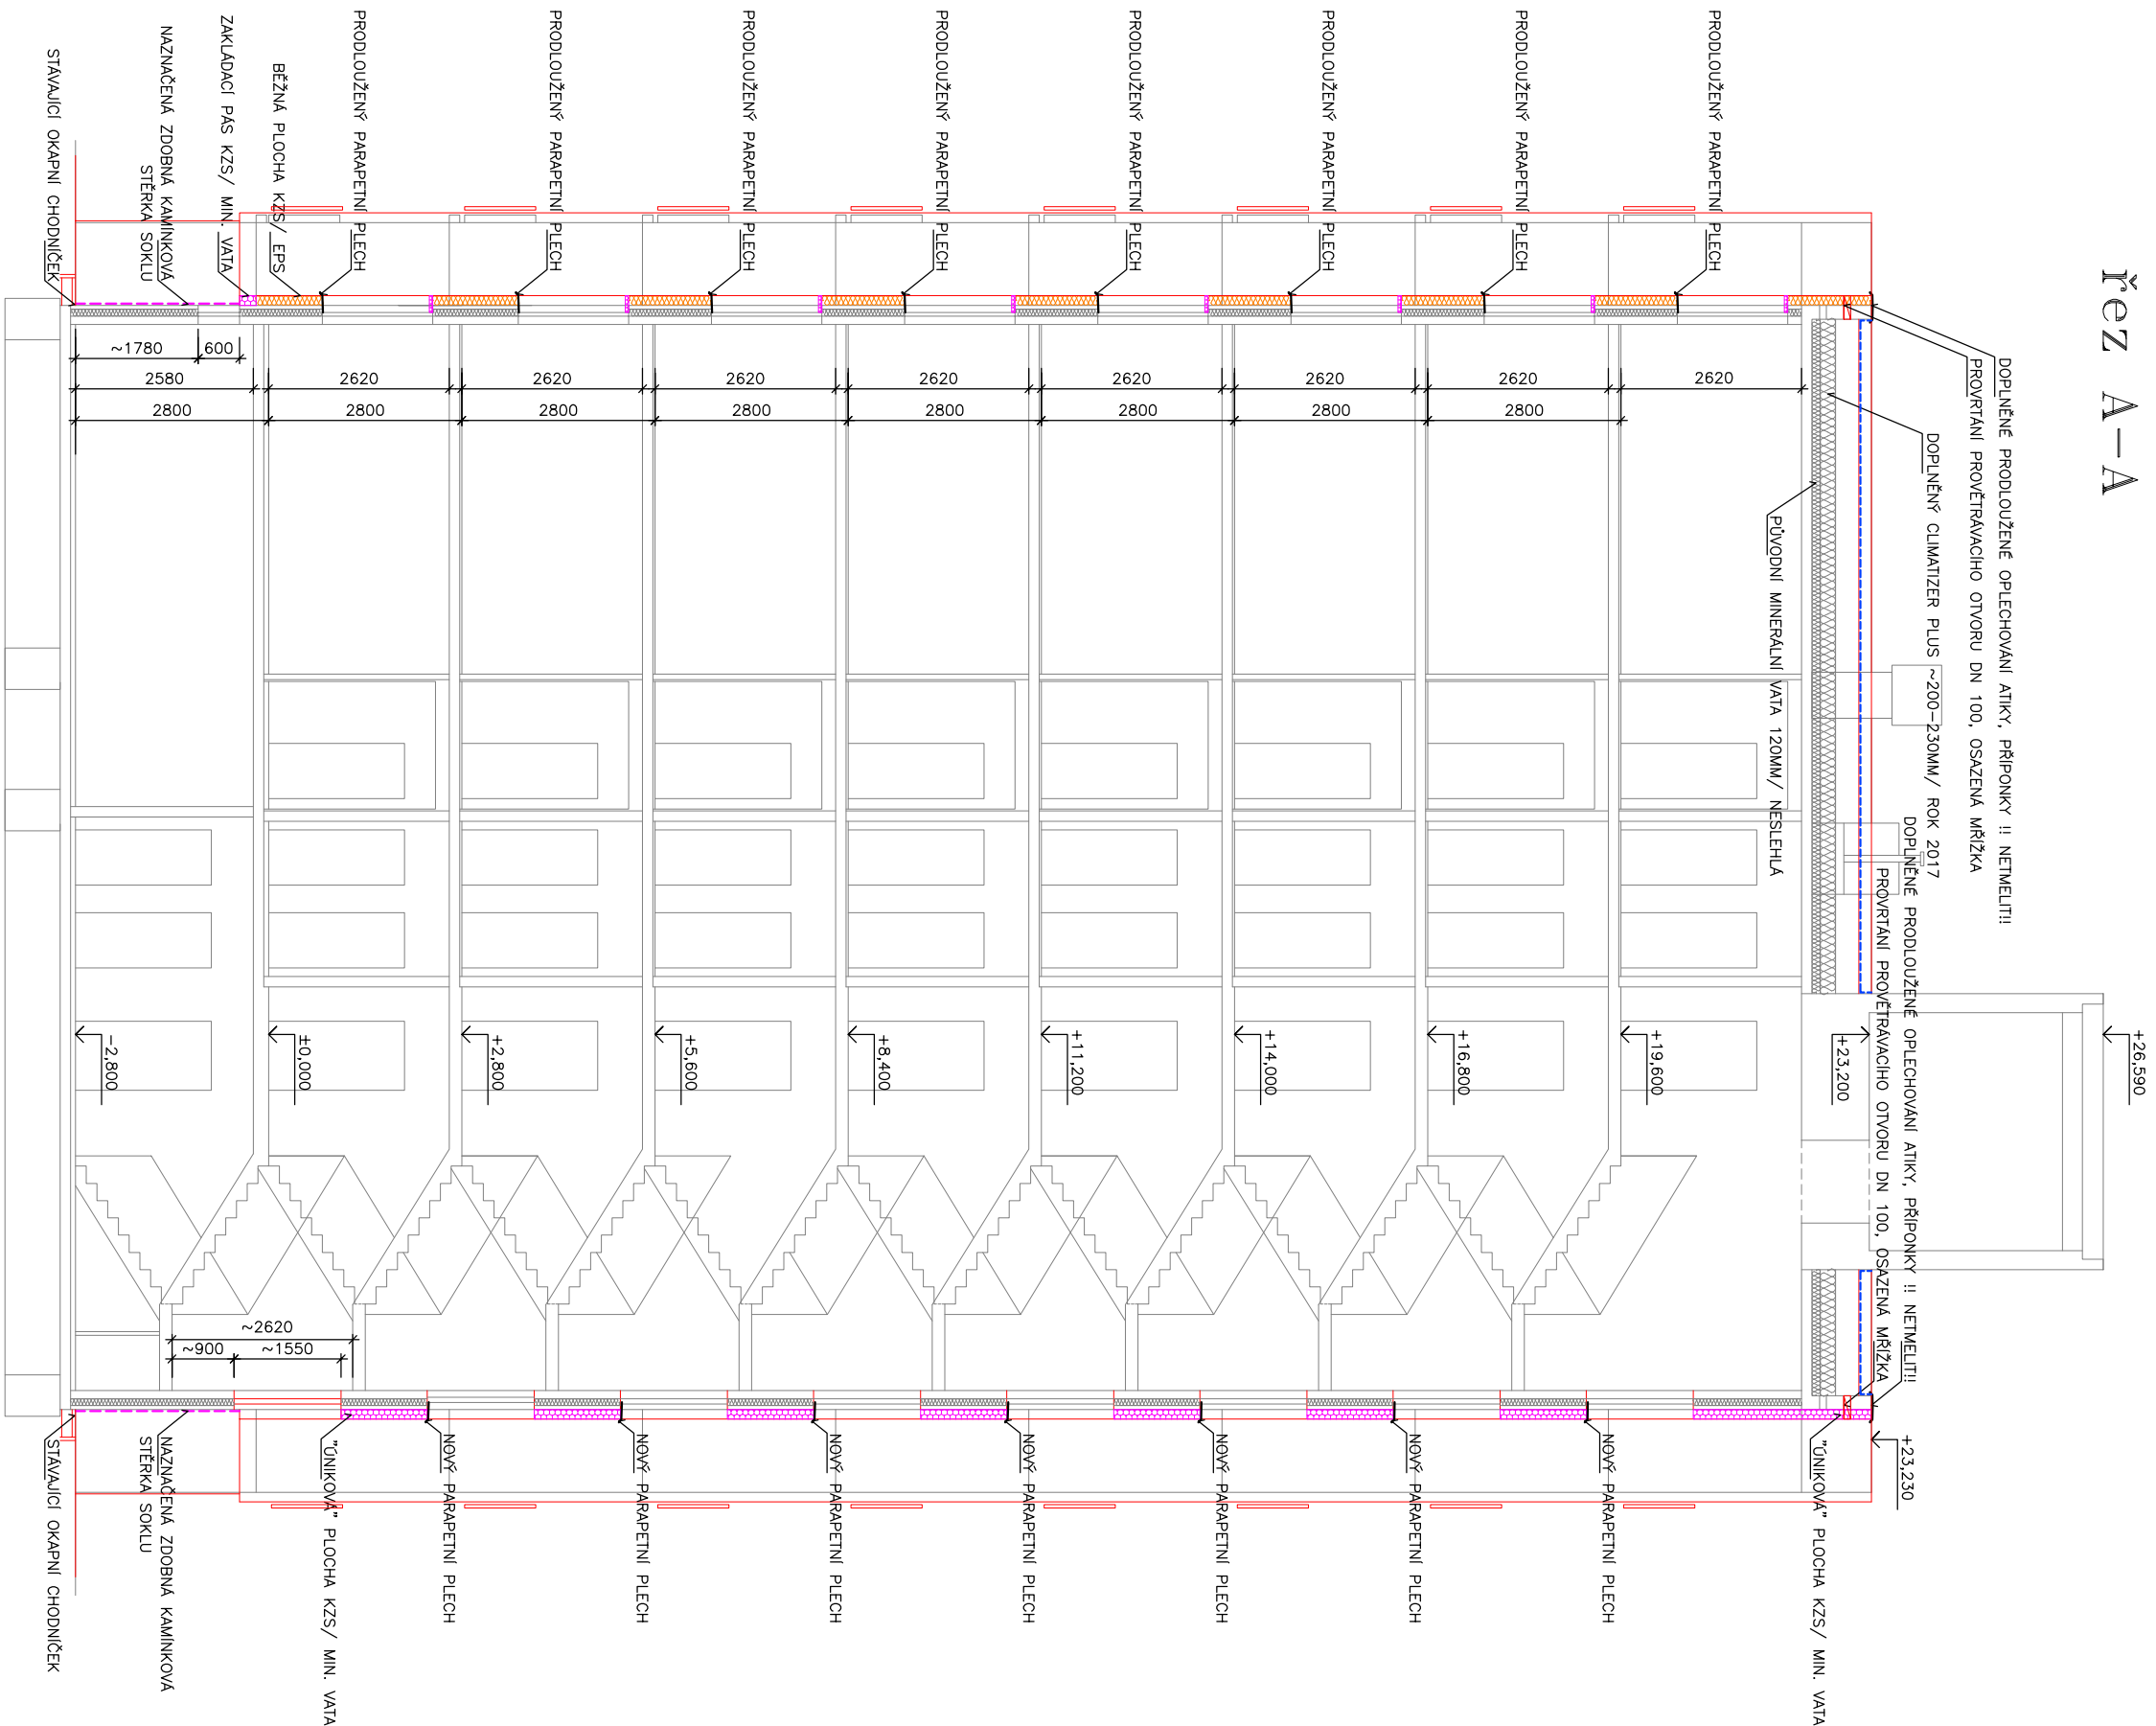 řez A-A
+26,590
DOPLNĚNÉ PRODLOUŽENÉ OPLECHOVÁNÍ ATIKY, PŘÍPONKY !! NETMELIT!!
PROVRTÁNÍ PROVĚTRÁVACÍHO OTVORU DN 100, OSAZENÁ MŘÍŽKA
DOPLNĚNÝ CLIMATIZER PLUS ~200-230MM/ ROK 2017
DOPLNĚNÉ PRODLOUŽENÉ OPLECHOVÁNÍ ATIKY, PŘÍPONKY !! NETMELIT!!
PROVRTÁNÍ PROVĚTRÁVACÍHO OTVORU DN 100, OSAZENÁ MŘÍŽKA
+23,230
+23,200
"ÚNIKOVÁ" PLOCHA KZS/ MIN. VATA
PŮVODNÍ MINERÁLNÍ VATA 120MM/ NESLEHLÁ
PRODLOUŽENÝ PARAPETNÍ PLECH
2620
+19,600
NOVÝ PARAPETNÍ PLECH
PRODLOUŽENÝ PARAPETNÍ PLECH
2620
2800
+16,800
NOVÝ PARAPETNÍ PLECH
PRODLOUŽENÝ PARAPETNÍ PLECH
2620
2800
+14,000
NOVÝ PARAPETNÍ PLECH
PRODLOUŽENÝ PARAPETNÍ PLECH
2620
2800
+11,200
NOVÝ PARAPETNÍ PLECH
PRODLOUŽENÝ PARAPETNÍ PLECH
2620
2800
+8,400
NOVÝ PARAPETNÍ PLECH
PRODLOUŽENÝ PARAPETNÍ PLECH
2620
2800
+5,600
NOVÝ PARAPETNÍ PLECH
PRODLOUŽENÝ PARAPETNÍ PLECH
2620
2800
+2,800
NOVÝ PARAPETNÍ PLECH
PRODLOUŽENÝ PARAPETNÍ PLECH
2620
2800
±0,000
"ÚNIKOVÁ" PLOCHA KZS/ MIN. VATA
BĚŽNÁ PLOCHA KZS/ EPS
ZAKLÁDACÍ PÁS KZS/ MIN. VATA
~2620
~1550
~900
600
~1780
2580
2800
-2,800
NAZNAČENÁ ZDOBNÁ KAMÍNKOVÁ
STĚRKA SOKLU
NAZNAČENÁ ZDOBNÁ KAMÍNKOVÁ
STĚRKA SOKLU
STÁVAJÍCÍ OKAPNÍ CHODNÍČEK
STÁVAJÍCÍ OKAPNÍ CHODNÍČEK